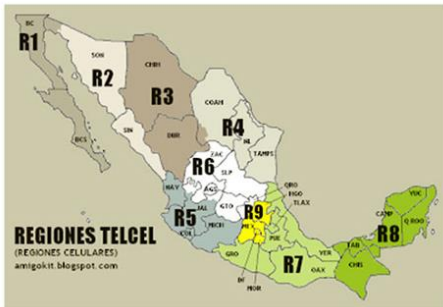 BC
R1
SON
R2
CHIH
R3
COAH
R4
NL
TAMPS
BCS
SIN
DUR
R6
ZAC
SLP
AGS
GTO
NAY
JAL
R5
COL
MICH
R9
MEX
QRO
HGO
TLAX
PUE
VER
R7
GRO
OAX
DF
MOR
YUC
CAMP
Q ROO
R8
TAB
CHIS
REGIONES TELCEL
(REGIONES CELULARES)
amigokit.blogspot.com